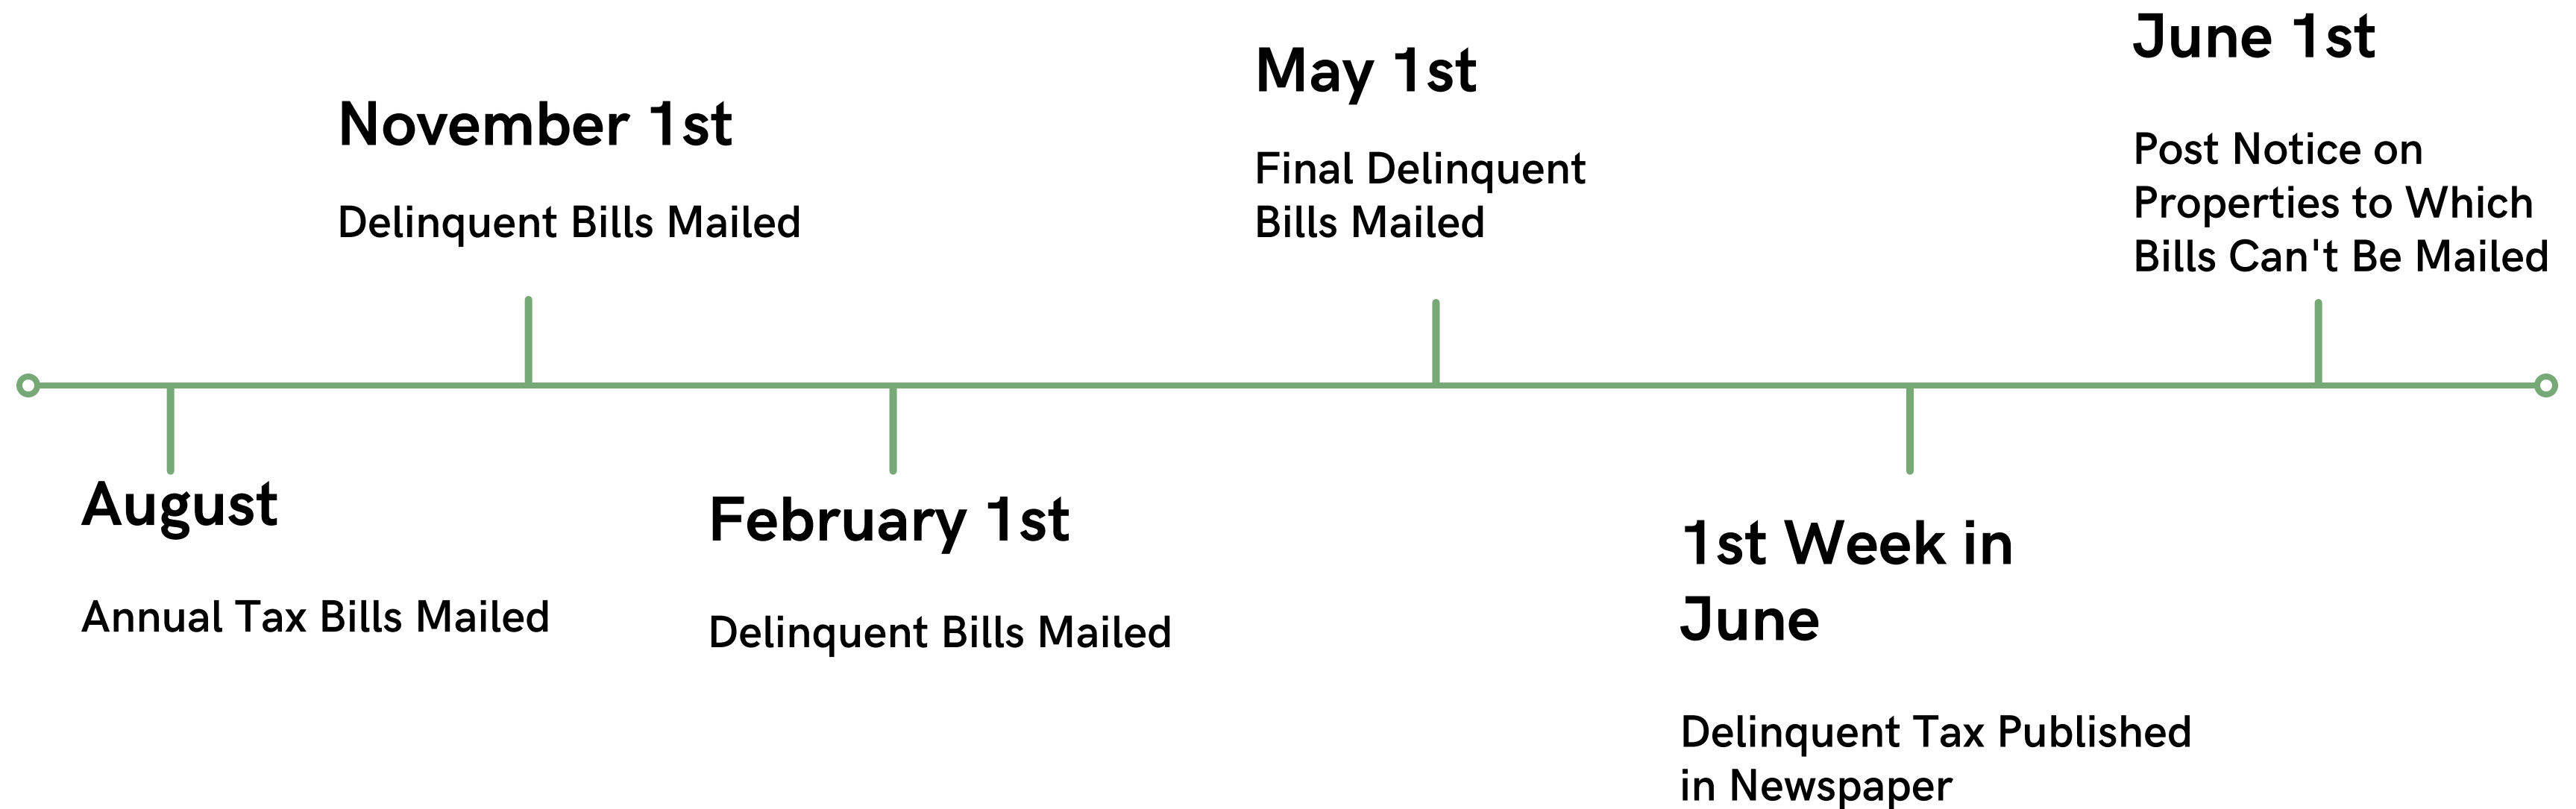 August
Annual Tax Bills Mailed
November 1st
Delinquent Bills Mailed
February 1st
Delinquent Bills Mailed
May 1st
Final Delinquent
Bills Mailed
1st Week in
June
Delinquent Tax Published
in Newspaper
June 1st
Post Notice on
Properties to Which
Bills Can't Be Mailed